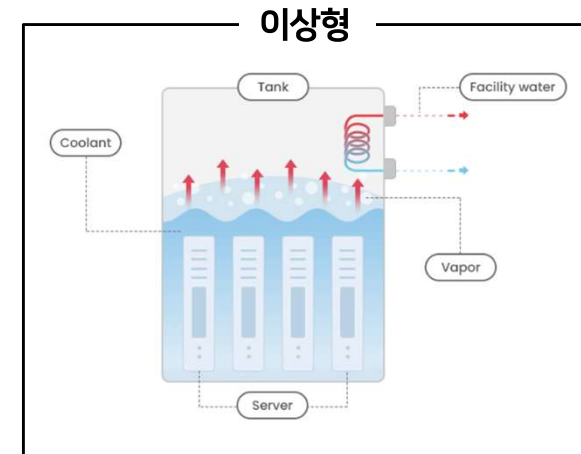 이상형
Tank
Facility water
Coolant
Vapor
Server